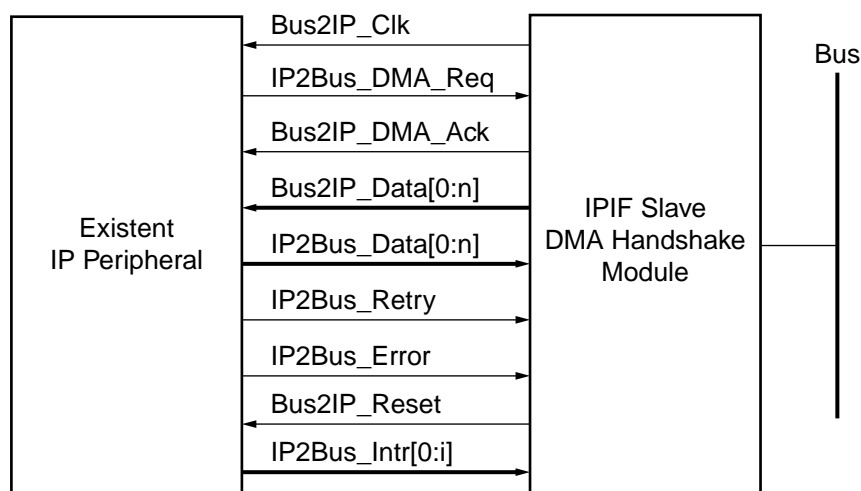 Bus2IP_Clk
Bus
IP2Bus_DMA_Req
Bus2IP_DMA_Ack
Bus2IP_Data[0:n]
Existent
IP Peripheral
IPIF Slave
DMA Handshake
Module
IP2Bus_Data[0:n]
IP2Bus_Retry
IP2Bus_Error
Bus2IP_Reset
IP2Bus_Intr[0:i]